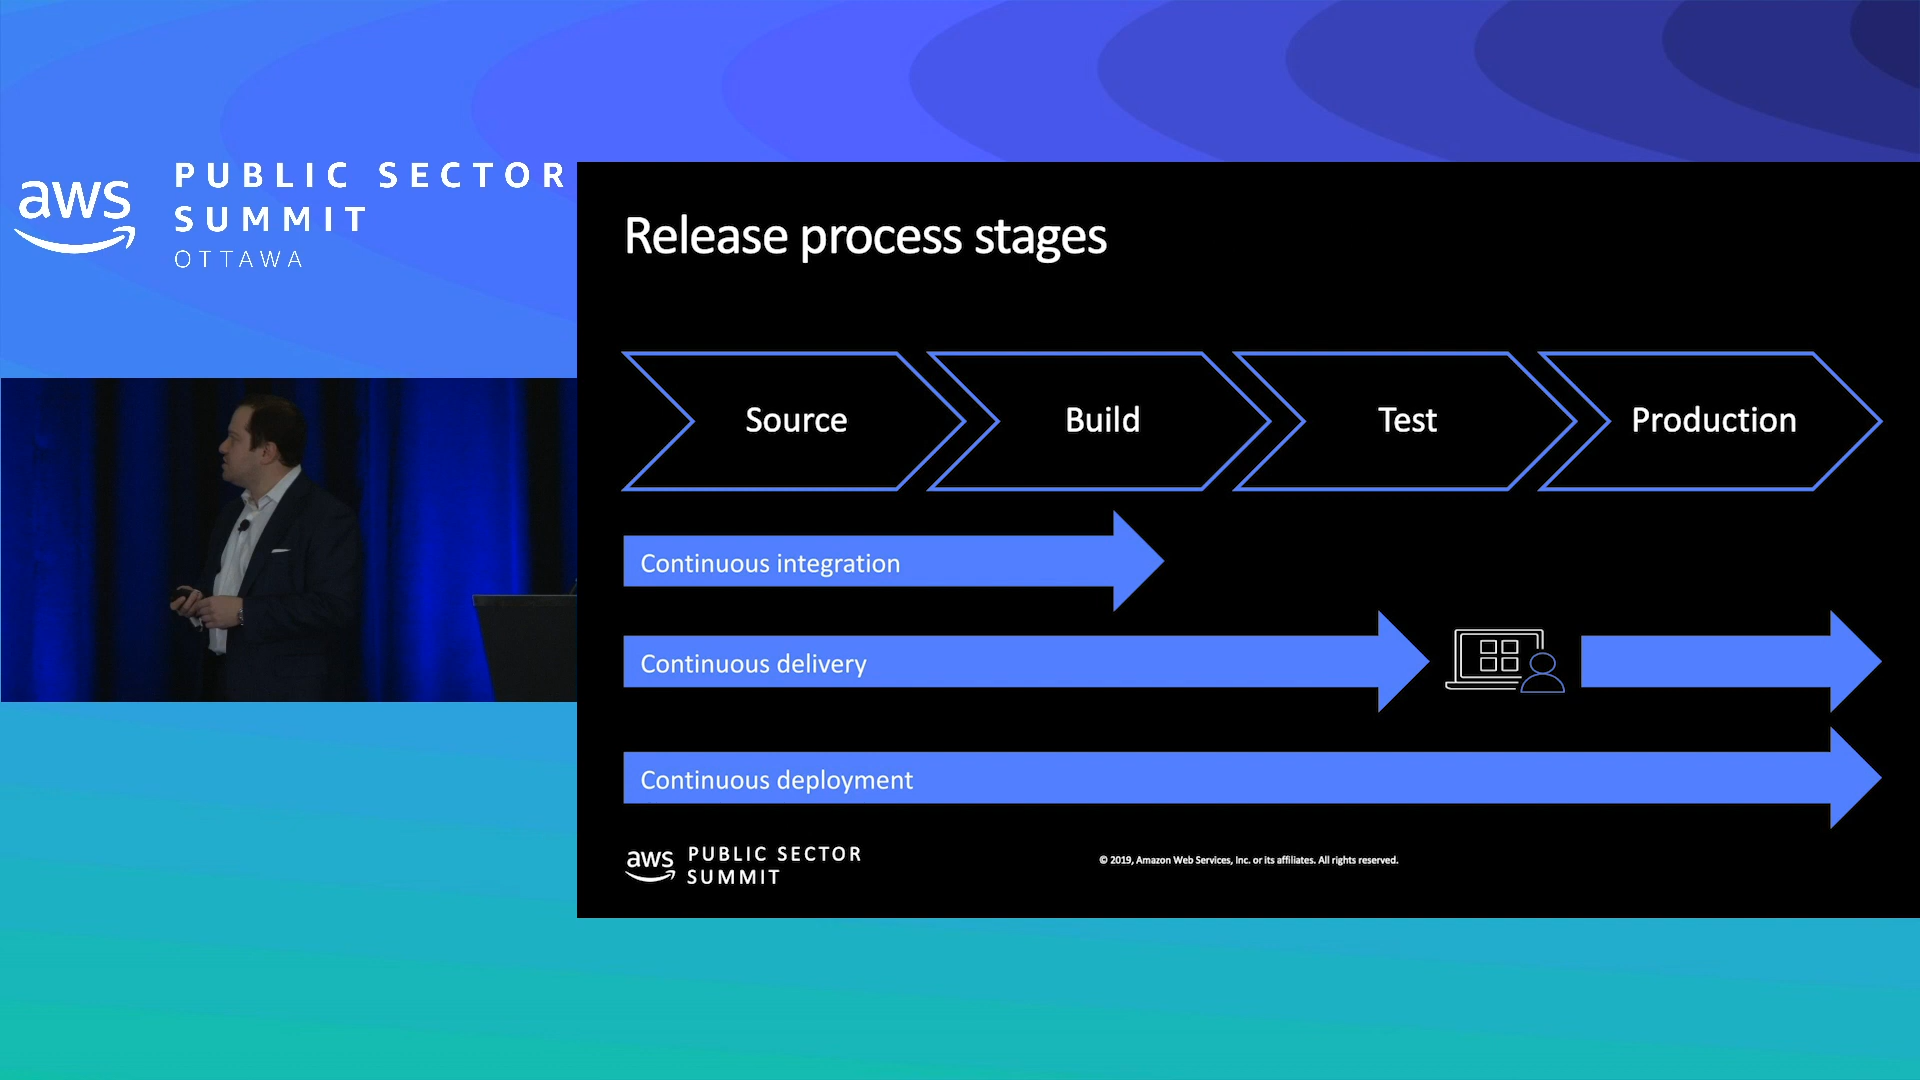 aws
PUBLIC SECTOR
SUMMIT
OTTAWA
Release process stages
Source
Build
Test
Production
Continuous integration
Continuous delivery
Continuous deployment
aws
PUBLIC SECTOR
SUMMIT
© 2019, Amazon Web Services, Inc. or its affiliates. All rights reserved.